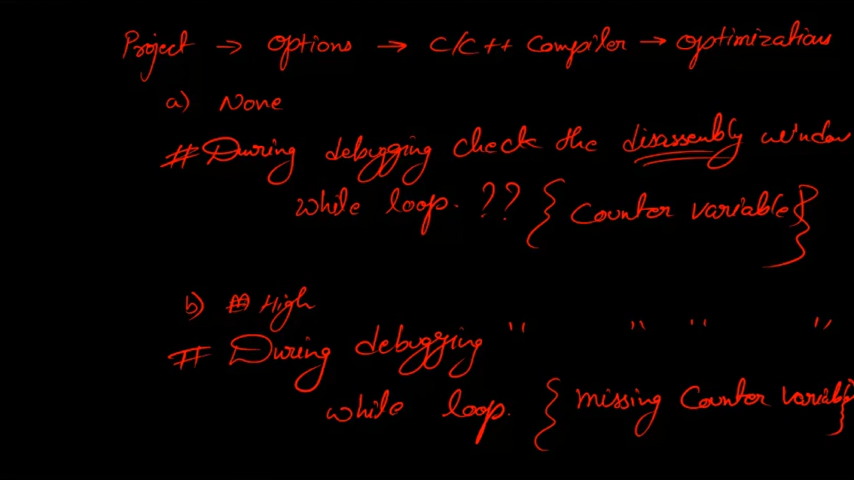 Project → options → C/C++ Compiler → optimizations
a) None
# During debugging check the disassembly window
while loop. ?? { Counter variable }
b) High
# During debugging " " " "
while loop. { missing Counter variable }